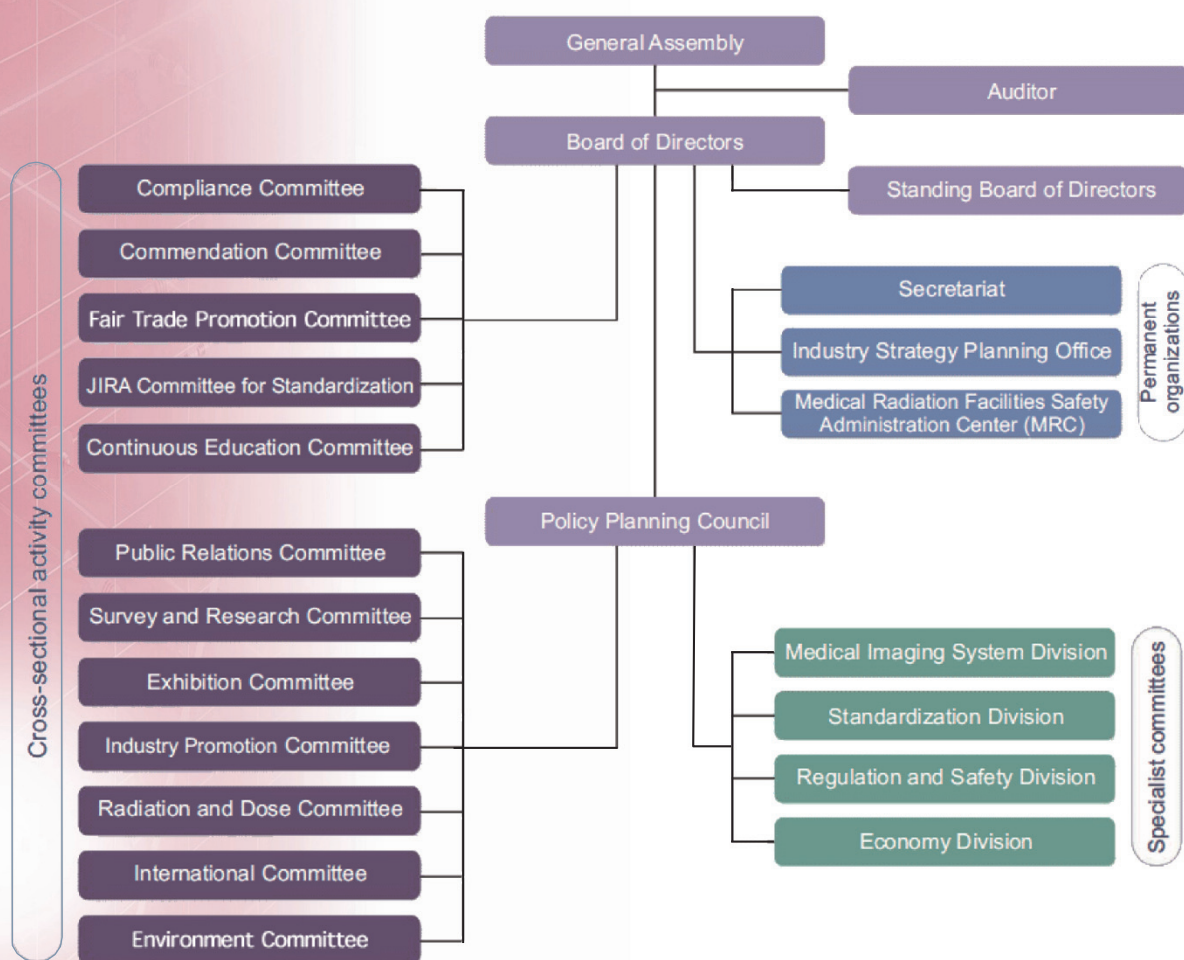 General Assembly
Auditor
Board of Directors
Standing Board of Directors
Cross-sectional activity committees
Compliance Committee
Commendation Committee
Fair Trade Promotion Committee
JIRA Committee for Standardization
Continuous Education Committee
Secretariat
Industry Strategy Planning Office
Medical Radiation Facilities Safety
Administration Center (MRC)
Permanent
organizations
Policy Planning Council
Public Relations Committee
Survey and Research Committee
Exhibition Committee
Industry Promotion Committee
Radiation and Dose Committee
International Committee
Environment Committee
Medical Imaging System Division
Standardization Division
Regulation and Safety Division
Economy Division
Specialist committees